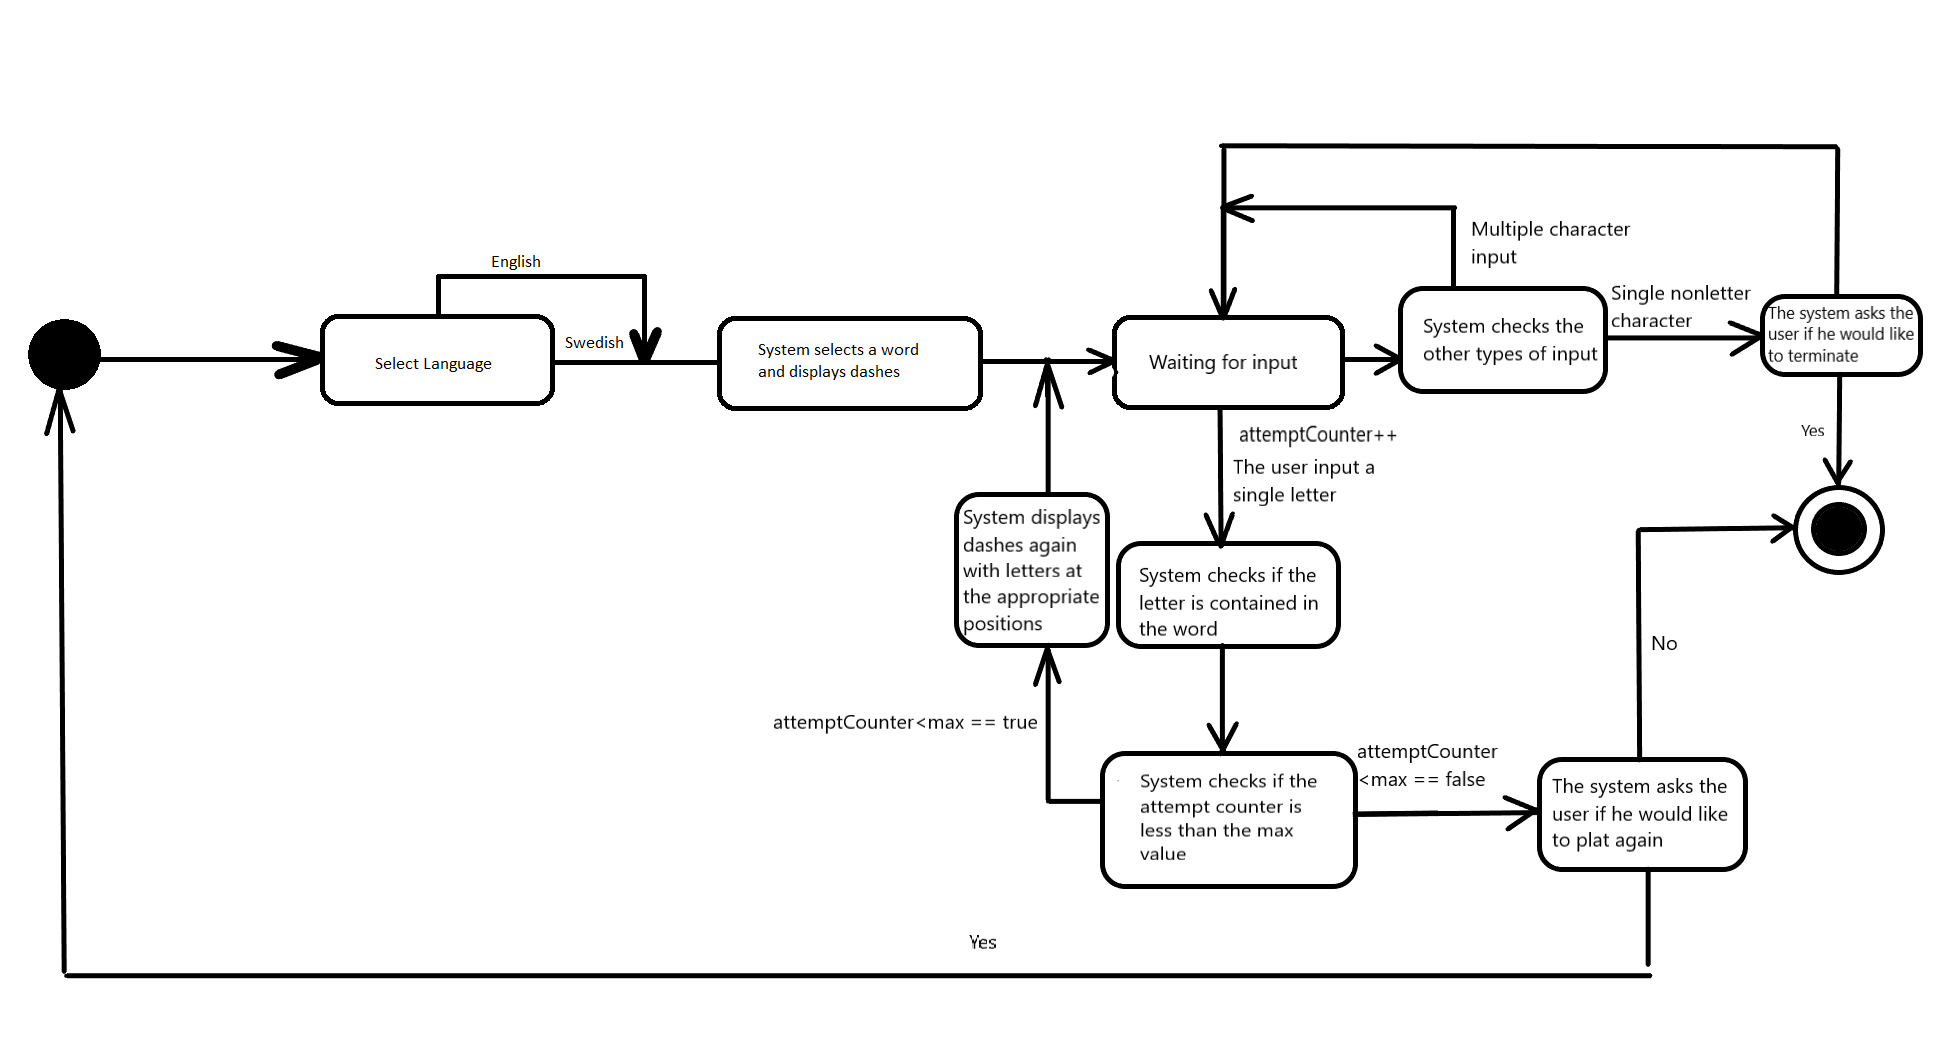 English
Swedish
Select Language
System selects a word
and displays dashes
Waiting for input
Multiple character
input
System checks the
other types of input
Single nonletter
character
The system asks the
user if he would like
to terminate
Yes
attemptCounter++
The user input a
single letter
System displays
dashes again
with letters at
the appropriate
positions
System checks if the
letter is contained in
the word
No
attemptCounter<max == true
System checks if the
attempt counter is
less than the max
value
attemptCounter
<max == false
The system asks the
user if he would like
to plat again
Yes